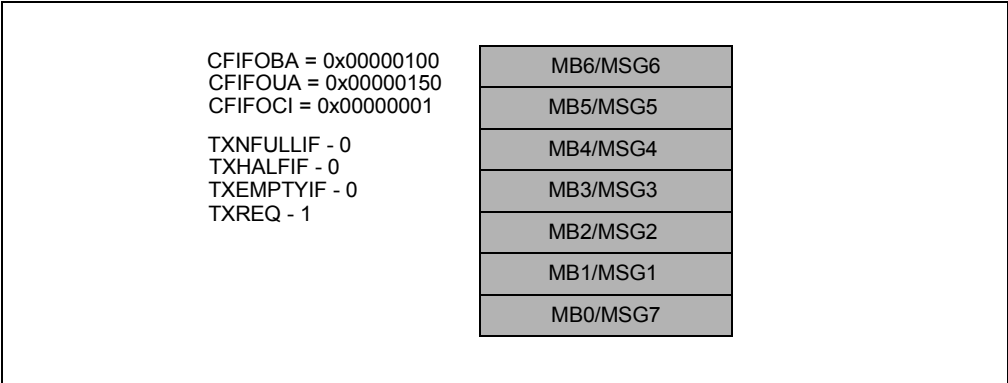 CFIFOBA = 0x00000100
CFIFOUA = 0x00000150
CFIFOCI = 0x00000001
TXNFULLIF - 0
TXHALFIF - 0
TXEMPTYIF - 0
TXREQ - 1
MB6/MSG6
MB5/MSG5
MB4/MSG4
MB3/MSG3
MB2/MSG2
MB1/MSG1
MB0/MSG7